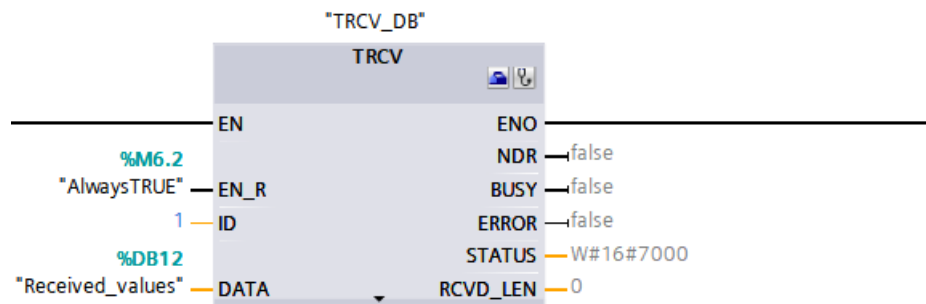 "TRCV_DB"
TRCV
EN ENO
%M6.2 NDR false
"AlwaysTRUE" EN_R BUSY false
1 ID ERROR false
%DB12 STATUS W#16#7000
"Received_values" DATA RCVD_LEN 0